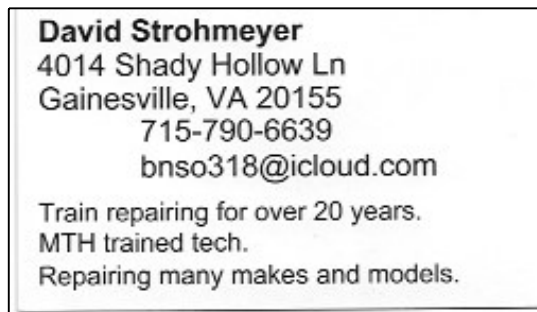 David Strohmeyer
4014 Shady Hollow Ln
Gainesville, VA 20155
715-790-6639
bnso318@icloud.com
Train repairing for over 20 years.
MTH trained tech.
Repairing many makes and models.